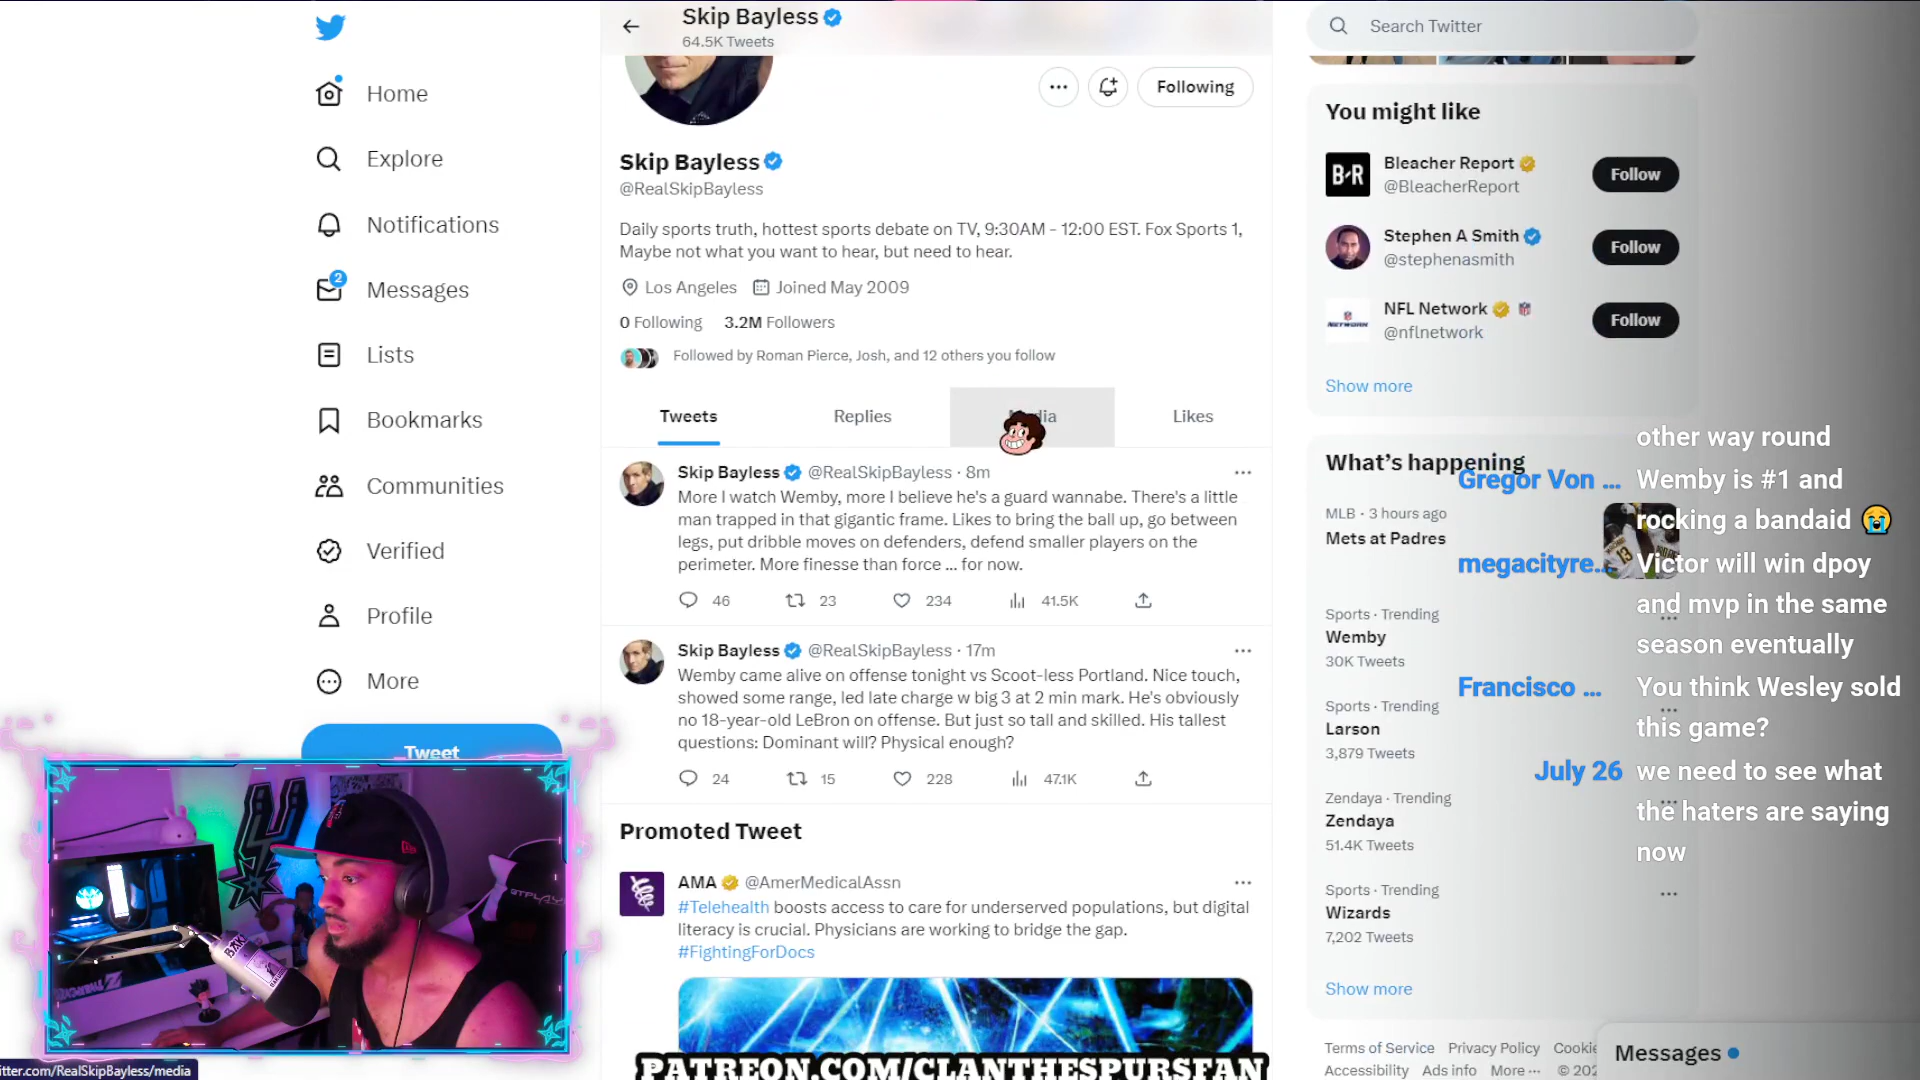 Home
Explore
Notifications
2
Messages
Lists
Bookmarks
Communities
Verified
Profile
More
Tweet
Skip Bayless
64.5K Tweets
Following
Skip Bayless
@RealSkipBayless
Daily sports truth, hottest sports debate on TV, 9:30AM - 12:00 EST. Fox Sports 1,
Maybe not what you want to hear, but need to hear.
Los Angeles Joined May 2009
0 Following 3.2M Followers
Followed by Roman Pierce, Josh, and 12 others you follow
Tweets Replies Media Likes
Skip Bayless @RealSkipBayless · 8m
More I watch Wemby, more I believe he's a guard wannabe. There's a little
man trapped in that gigantic frame. Likes to bring the ball up, go between
legs, put dribble moves on defenders, defend smaller players on the
perimeter. More finesse than force ... for now.
46 23 234 41.5K
Skip Bayless @RealSkipBayless · 17m
Wemby came alive on offense tonight vs Scoot-less Portland. Nice touch,
showed some range, led late charge w big 3 at 2 min mark. He's obviously
no 18-year-old LeBron on offense. But just so tall and skilled. His tallest
questions: Dominant will? Physical enough?
24 15 228 47.1K
Promoted Tweet
AMA @AmerMedicalAssn
#Telehealth boosts access to care for underserved populations, but digital
literacy is crucial. Physicians are working to bridge the gap.
#FightingForDocs
PATREON.COM/CLANTHESPURSFAN
Search Twitter
You might like
B·R
Bleacher Report
@BleacherReport
Follow
Stephen A Smith
@stephenasmith
Follow
NFL Network
@nflnetwork
Follow
Show more
What's happening
MLB · 3 hours ago
Mets at Padres
Sports · Trending
Wemby
30K Tweets
Sports · Trending
Larson
3,879 Tweets
Zendaya · Trending
Zendaya
51.4K Tweets
Sports · Trending
Wizards
7,202 Tweets
Show more
Terms of Service Privacy Policy Cookie
Accessibility Ads info More ··· © 202
Messages
other way round
Gregor Von ... Wemby is #1 and
rocking a bandaid 😭
megacityre... Victor will win dpoy
and mvp in the same
season eventually
Francisco ... You think Wesley sold
this game?
July 26 we need to see what
the haters are saying
now
itter.com/RealSkipBayless/media